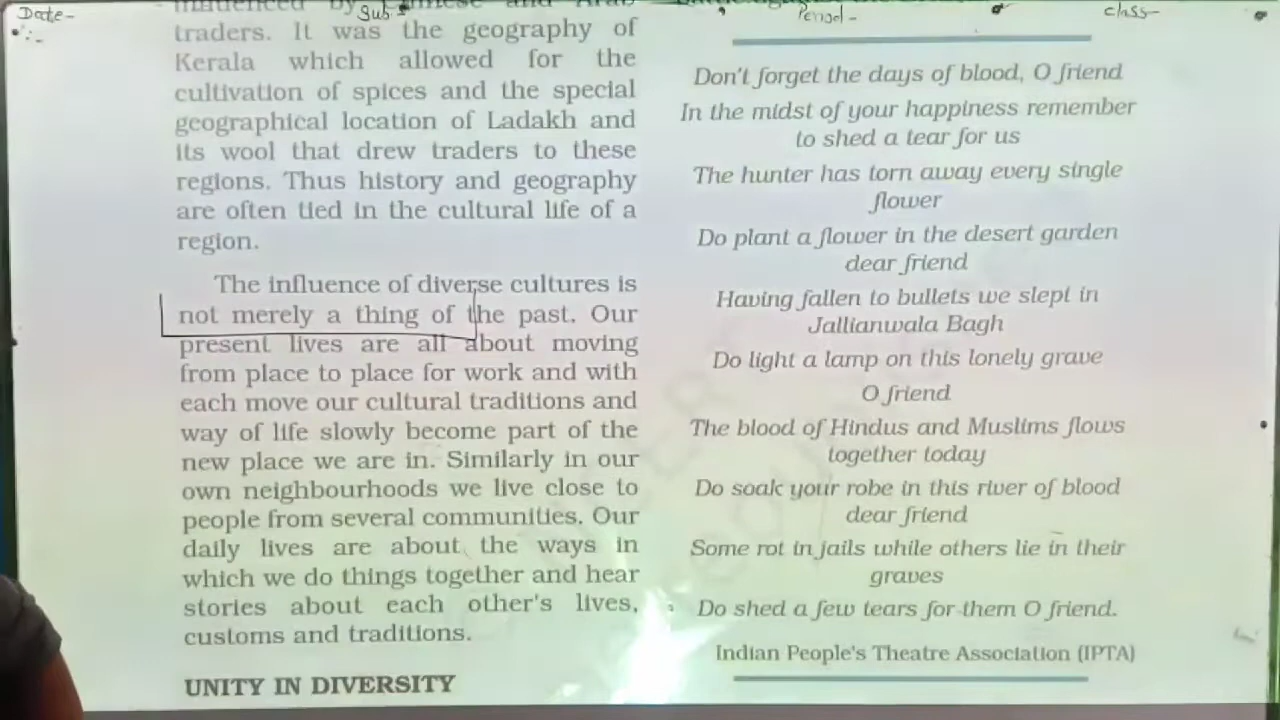 Date-
Sub:
Period-
class-
traders. It was the geography of
Kerala which allowed for the
cultivation of spices and the special
geographical location of Ladakh and
its wool that drew traders to these
regions. Thus history and geography
are often tied in the cultural life of a
region.
The influence of diverse cultures is
not merely a thing of the past. Our
present lives are all about moving
from place to place for work and with
each move our cultural traditions and
way of life slowly become part of the
new place we are in. Similarly in our
own neighbourhoods we live close to
people from several communities. Our
daily lives are about the ways in
which we do things together and hear
stories about each other's lives,
customs and traditions.
UNITY IN DIVERSITY
Don't forget the days of blood, O friend
In the midst of your happiness remember
to shed a tear for us
The hunter has torn away every single
flower
Do plant a flower in the desert garden
dear friend
Having fallen to bullets we slept in
Jallianwala Bagh
Do light a lamp on this lonely grave
O friend
The blood of Hindus and Muslims flows
together today
Do soak your robe in this river of blood
dear friend
Some rot in jails while others lie in their
graves
Do shed a few tears for them O friend.
Indian People's Theatre Association (IPTA)